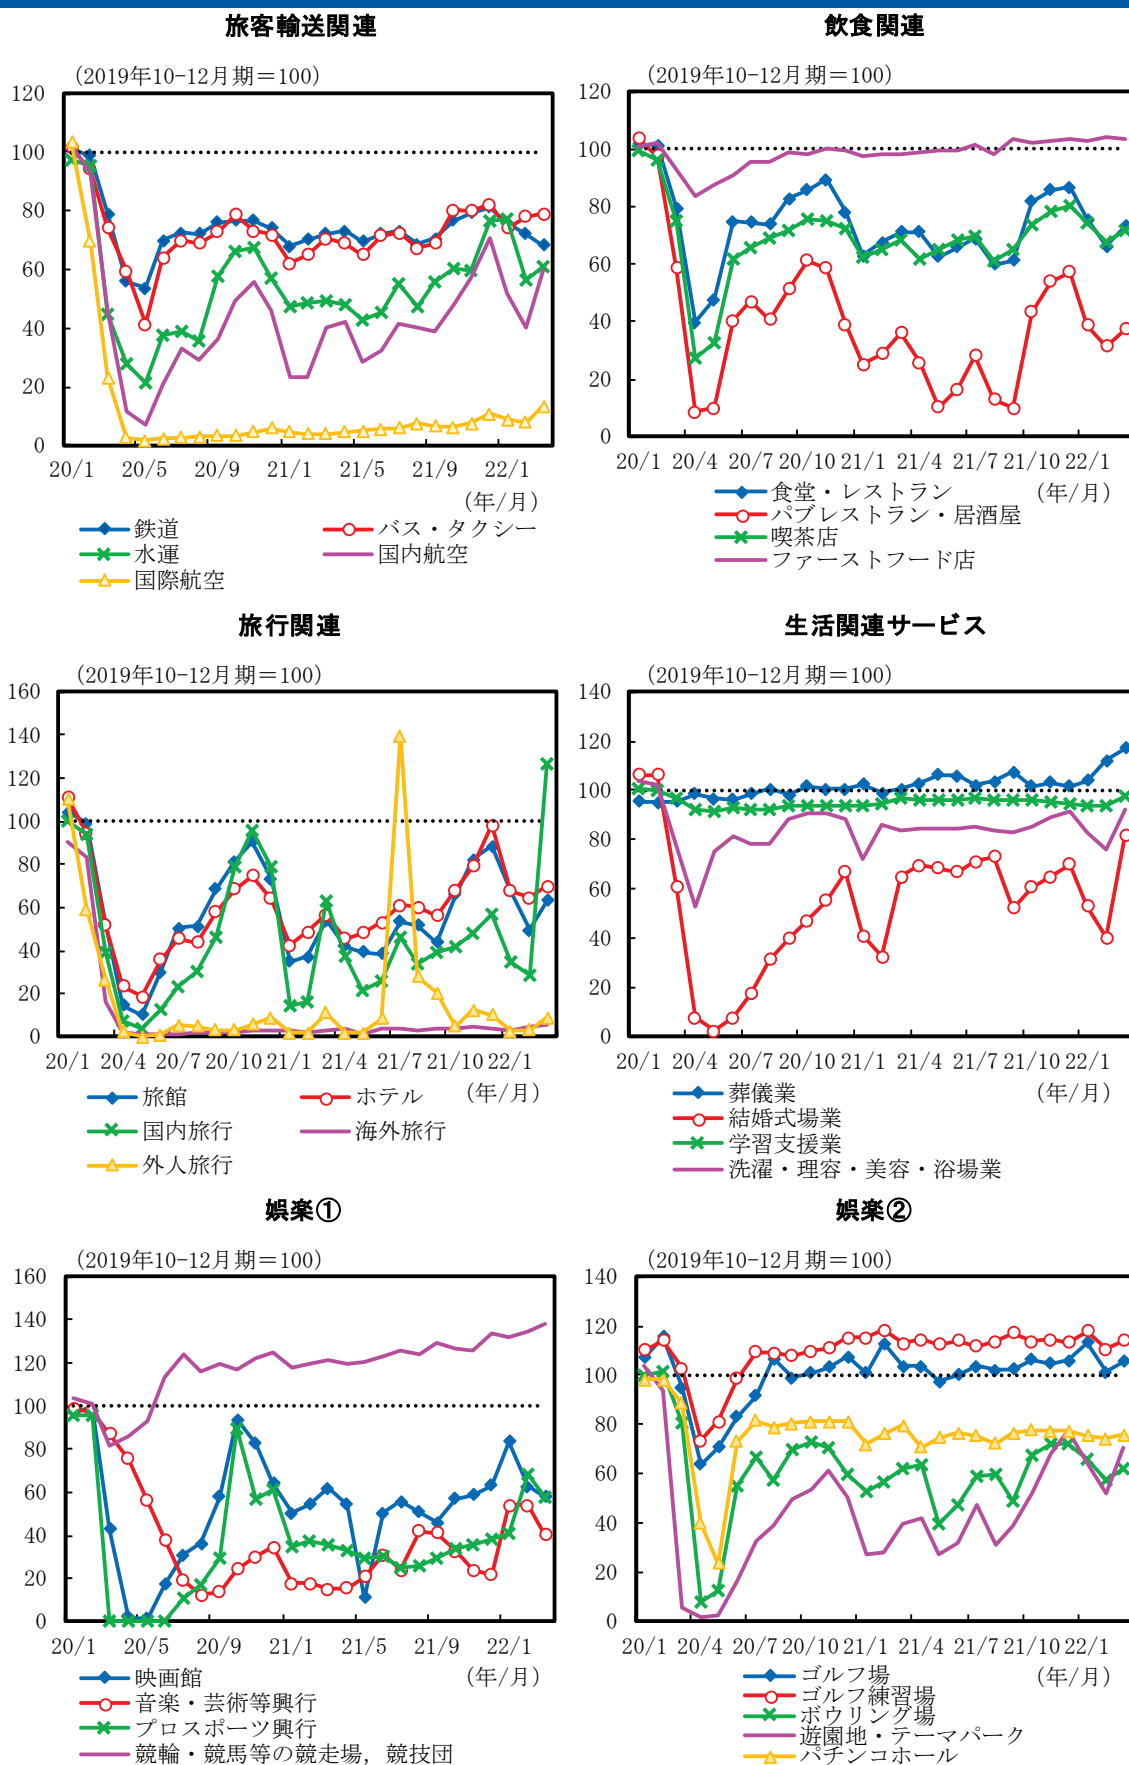 旅客輸送関連
(2019年10-12月期＝100)
120
100
80
60
40
20
0
20/1 20/5 20/9 21/1 21/5 21/9 22/1
(年/月)
鉄道 バス・タクシー
水運 国内航空
国際航空
飲食関連
(2019年10-12月期＝100)
120
100
80
60
40
20
0
20/1 20/4 20/7 20/10 21/1 21/4 21/7 21/10 22/1
(年/月)
食堂・レストラン
パブレストラン・居酒屋
喫茶店
ファーストフード店
旅行関連
(2019年10-12月期＝100)
160
140
120
100
80
60
40
20
0
20/1 20/4 20/7 20/10 21/1 21/4 21/7 21/10 22/1
(年/月)
旅館 ホテル
国内旅行 海外旅行
外人旅行
生活関連サービス
(2019年10-12月期＝100)
140
120
100
80
60
40
20
0
20/1 20/4 20/7 20/10 21/1 21/4 21/7 21/10 22/1
(年/月)
葬儀業
結婚式場業
学習支援業
洗濯・理容・美容・浴場業
娯楽①
(2019年10-12月期＝100)
160
140
120
100
80
60
40
20
0
20/1 20/5 20/9 21/1 21/5 21/9 22/1
(年/月)
映画館
音楽・芸術等興行
プロスポーツ興行
競輪・競馬等の競走場，競技団
娯楽②
(2019年10-12月期＝100)
140
120
100
80
60
40
20
0
20/1 20/4 20/7 20/10 21/1 21/4 21/7 21/10 22/1
(年/月)
ゴルフ場
ゴルフ練習場
ボウリング場
遊園地・テーマパーク
パチンコホール